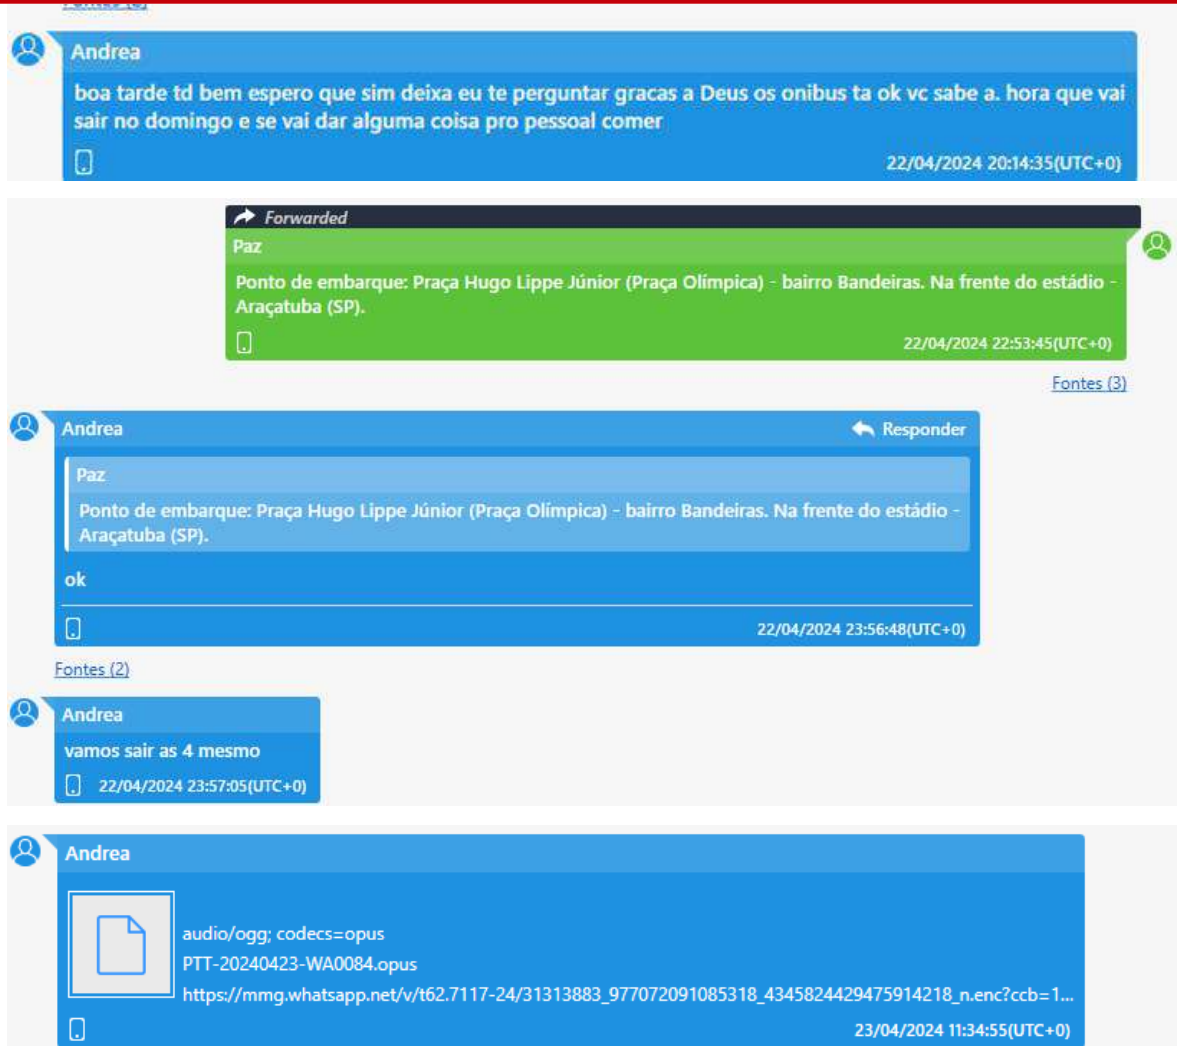 Fontes (3)
Andrea
boa tarde td bem espero que sim deixa eu te perguntar gracas a Deus os onibus ta ok vc sabe a. hora que vai
sair no domingo e se vai dar alguma coisa pro pessoal comer
22/04/2024 20:14:35(UTC+0)
Forwarded
Paz
Ponto de embarque: Praça Hugo Lippe Júnior (Praça Olímpica) - bairro Bandeiras. Na frente do estádio -
Araçatuba (SP).
22/04/2024 22:53:45(UTC+0)
Fontes (3)
Andrea
Responder
Paz
Ponto de embarque: Praça Hugo Lippe Júnior (Praça Olímpica) - bairro Bandeiras. Na frente do estádio -
Araçatuba (SP).
ok
22/04/2024 23:56:48(UTC+0)
Fontes (2)
Andrea
vamos sair as 4 mesmo
22/04/2024 23:57:05(UTC+0)
Andrea
audio/ogg; codecs=opus
PTT-20240423-WA0084.opus
https://mmg.whatsapp.net/v/t62.7117-24/31313883_977072091085318_4345824429475914218_n.enc?ccb=1...
23/04/2024 11:34:55(UTC+0)